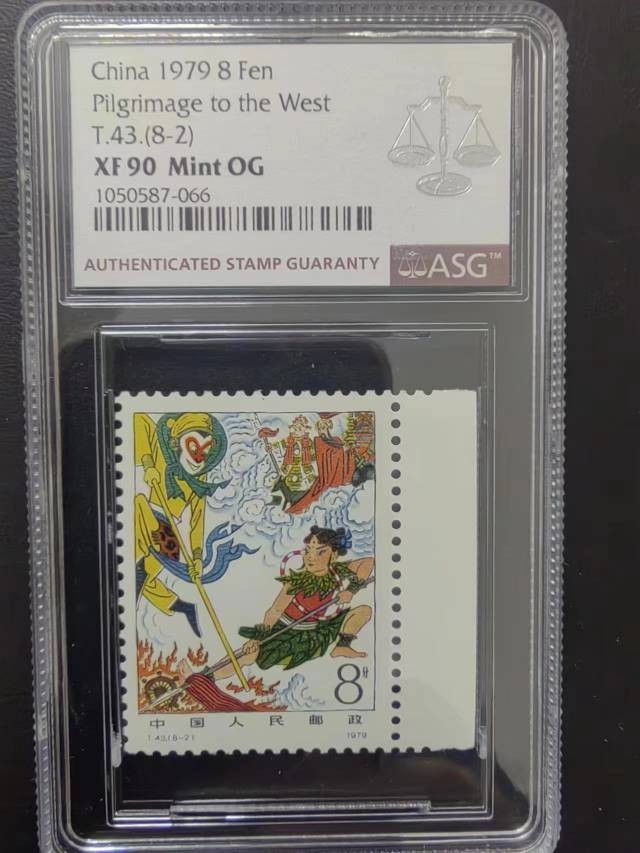 China 1979 8 Fen
Pilgrimage to the West
T.43.(8-2)
XF 90 Mint OG
1050587-066
AUTHENTICATED STAMP GUARANTY
ASG™
8分
中国人民邮政
T.43.(8-2)
1979